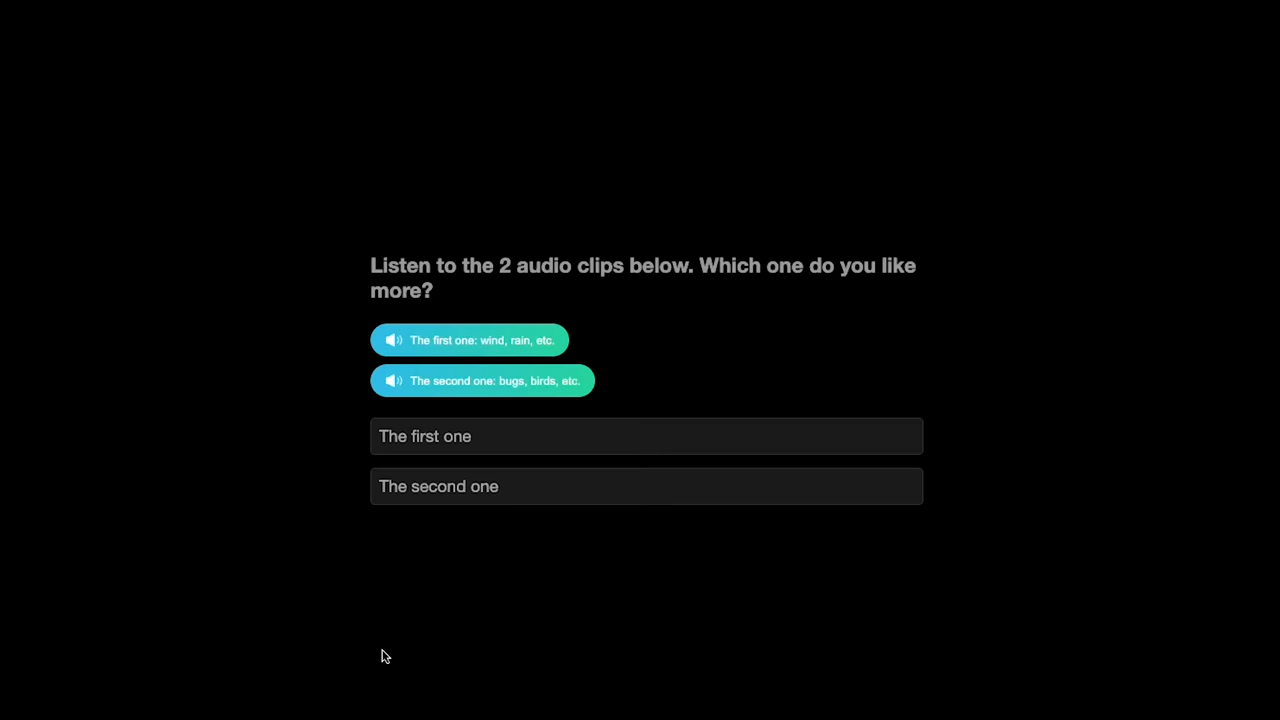 Listen to the 2 audio clips below. Which one do you like
more?
The first one: wind, rain, etc.
The second one: bugs, birds, etc.
The first one
The second one